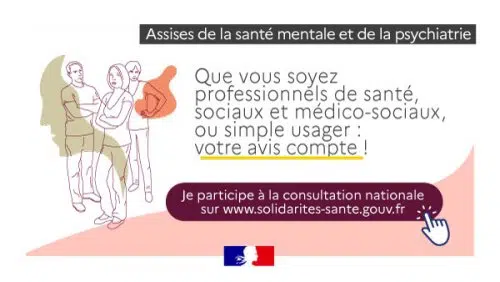 Assises de la santé mentale et de la psychiatrie
Que vous soyez
professionnels de santé,
sociaux et médico-sociaux,
ou simple usager :
votre avis compte !
Je participe à la consultation nationale
sur www.solidarites-sante.gouv.fr